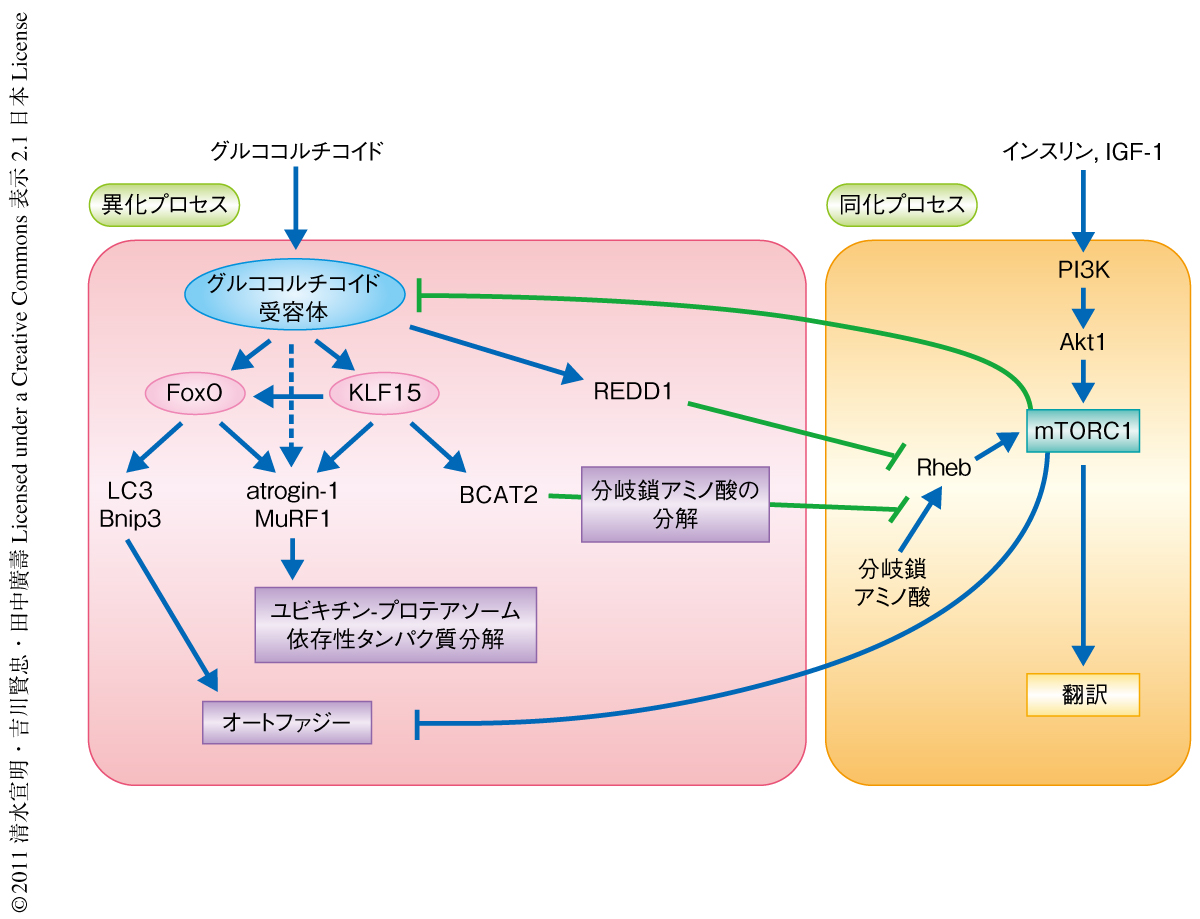 ©2011 清水宣明・吉川賢忠・田中廣壽 Licensed under a Creative Commons 表示 2.1 日本 License
グルココルチコイド
インスリン, IGF-1
異化プロセス
同化プロセス
グルココルチコイド
受容体
PI3K
Akt1
FoxO
KLF15
REDD1
mTORC1
Rheb
LC3
Bnip3
atrogin-1
MuRF1
BCAT2
分岐鎖アミノ酸の
分解
分岐鎖
アミノ酸
ユビキチン-プロテアソーム
依存性タンパク質分解
オートファジー
翻訳